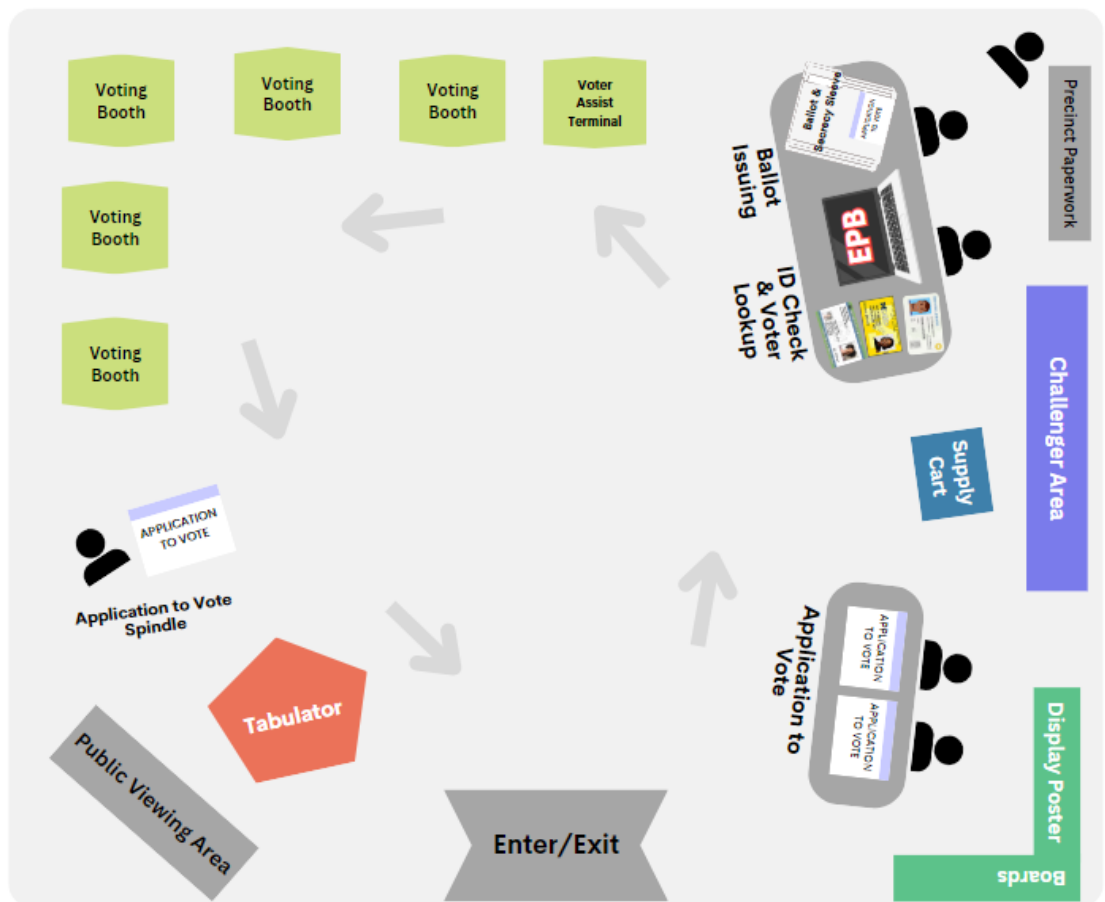 Voting
Booth
Voting
Booth
Voting
Booth
Voter
Assist
Terminal
Ballot &
Secrecy Sleeve
Ballot
Issuing
EPB
ID Check
& Voter
Lookup
Precinct Paperwork
Voting
Booth
Voting
Booth
Challenger Area
Supply
Cart
APPLICATION
TO VOTE
Application to Vote
Spindle
Tabulator
Public Viewing Area
Enter/Exit
APPLICATION
TO VOTE
APPLICATION
TO VOTE
Application to
Vote
Display Poster
Boards